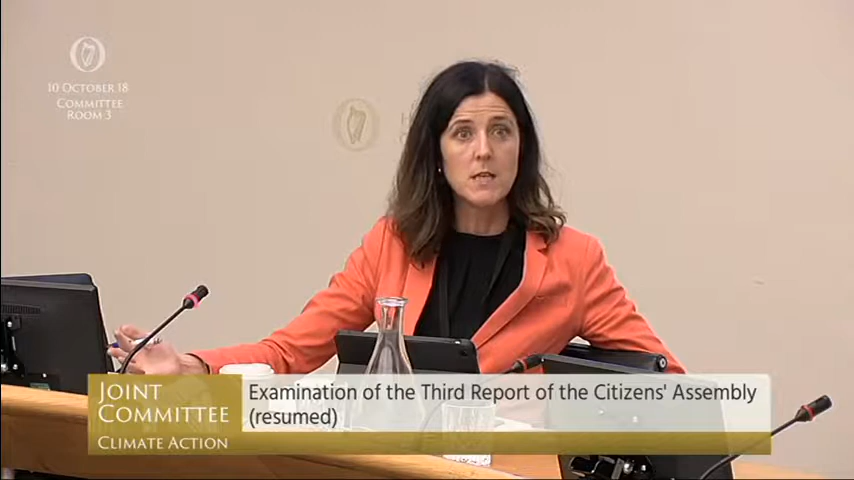 10 October 18
Committee
Room 3
Joint
Committee
Climate Action
Examination of the Third Report of the Citizens' Assembly
(resumed)